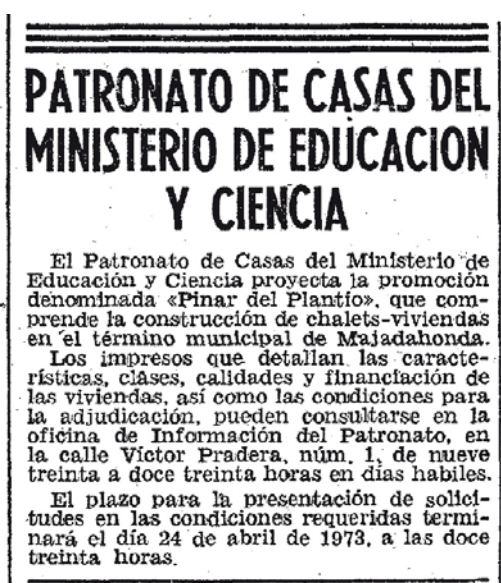 PATRONATO DE CASAS DEL
MINISTERIO DE EDUCACION
Y CIENCIA
El Patronato de Casas del Ministerio de
Educación y Ciencia proyecta la promoción
denominada «Pinar del Plantío», que com-
prende la construcción de chalets-viviendas
en el término municipal de Majadahonda.
Los impresos que detallan las caracte-
rísticas, clases, calidades y financiación de
las viviendas, así como las condiciones para
la adjudicación, pueden consultarse en la
oficina de Información del Patronato, en
la calle Víctor Pradera, núm. 1, de nueve
treinta a doce treinta horas en días habiles.
El plazo para la presentación de solici-
tudes en las condiciones requeridas termi-
nará el día 24 de abril de 1973, a las doce
treinta horas.